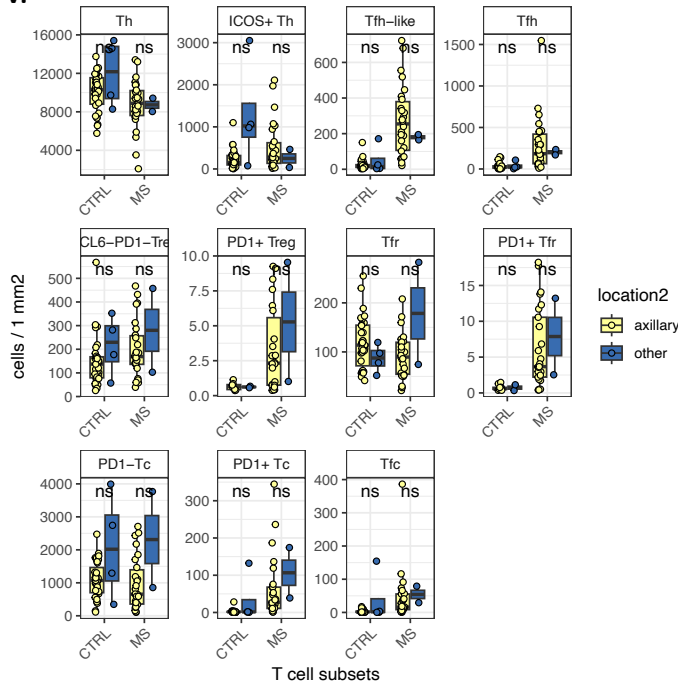 Th ICOS+ Th Tfh−like Tfh
16000 12000 8000 4000
3000 2000 1000 0
600 400 200 0
1500 1000 500 0
ns ns ns ns ns ns ns ns
CTRL MS CTRL MS CTRL MS CTRL MS
CL6−PD1−Tre PD1+ Treg Tfr PD1+ Tfr
500 400 300 200 100 0
10.0 7.5 5.0 2.5 0.0
200 100
15 10 5 0
ns ns ns ns ns ns ns ns
CTRL MS CTRL MS CTRL MS CTRL MS
cells / 1 mm2
location2
axillary
other
PD1−Tc PD1+ Tc Tfc
4000 3000 2000 1000 0
300 200 100 0
400 300 200 100 0
ns ns ns ns ns ns
CTRL MS CTRL MS CTRL MS
T cell subsets